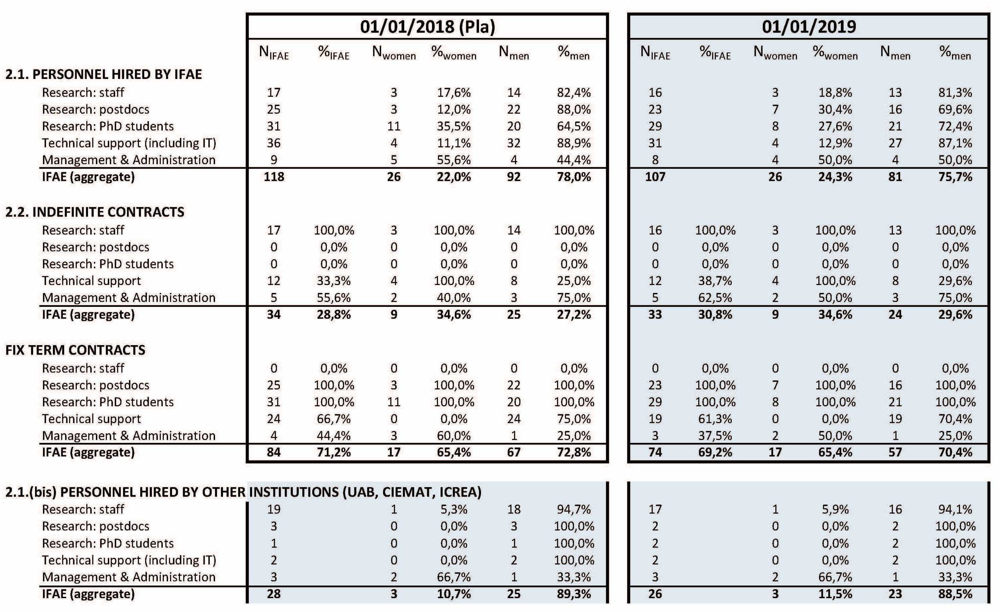 01/01/2018 (Pla) 01/01/2019
NIFAE %IFAE Nwomen %women Nmen %men NIFAE %IFAE Nwomen %women Nmen %men
2.1. PERSONNEL HIRED BY IFAE
Research: staff 17 3 17,6% 14 82,4% 16 3 18,8% 13 81,3%
Research: postdocs 25 3 12,0% 22 88,0% 23 7 30,4% 16 69,6%
Research: PhD students 31 11 35,5% 20 64,5% 29 8 27,6% 21 72,4%
Technical support (including IT) 36 4 11,1% 32 88,9% 31 4 12,9% 27 87,1%
Management & Administration 9 5 55,6% 4 44,4% 8 4 50,0% 4 50,0%
IFAE (aggregate) 118 26 22,0% 92 78,0% 107 26 24,3% 81 75,7%
2.2. INDEFINITE CONTRACTS
Research: staff 17 100,0% 3 100,0% 14 100,0% 16 100,0% 3 100,0% 13 100,0%
Research: postdocs 0 0,0% 0 0,0% 0 0,0% 0 0,0% 0 0,0% 0 0,0%
Research: PhD students 0 0,0% 0 0,0% 0 0,0% 0 0,0% 0 0,0% 0 0,0%
Technical support 12 33,3% 4 100,0% 8 25,0% 12 38,7% 4 100,0% 8 29,6%
Management & Administration 5 55,6% 2 40,0% 3 75,0% 5 62,5% 2 50,0% 3 75,0%
IFAE (aggregate) 34 28,8% 9 34,6% 25 27,2% 33 30,8% 9 34,6% 24 29,6%
FIX TERM CONTRACTS
Research: staff 0 0,0% 0 0,0% 0 0,0% 0 0,0% 0 0,0% 0 0,0%
Research: postdocs 25 100,0% 3 100,0% 22 100,0% 23 100,0% 7 100,0% 16 100,0%
Research: PhD students 31 100,0% 11 100,0% 20 100,0% 29 100,0% 8 100,0% 21 100,0%
Technical support 24 66,7% 0 0,0% 24 75,0% 19 61,3% 0 0,0% 19 70,4%
Management & Administration 4 44,4% 3 60,0% 1 25,0% 3 37,5% 2 50,0% 1 25,0%
IFAE (aggregate) 84 71,2% 17 65,4% 67 72,8% 74 69,2% 17 65,4% 57 70,4%
2.1.(bis) PERSONNEL HIRED BY OTHER INSTITUTIONS (UAB, CIEMAT, ICREA)
Research: staff 19 1 5,3% 18 94,7% 17 1 5,9% 16 94,1%
Research: postdocs 3 0 0,0% 3 100,0% 2 0 0,0% 2 100,0%
Research: PhD students 1 0 0,0% 1 100,0% 2 0 0,0% 2 100,0%
Technical support (including IT) 2 0 0,0% 2 100,0% 2 0 0,0% 2 100,0%
Management & Administration 3 2 66,7% 1 33,3% 3 2 66,7% 1 33,3%
IFAE (aggregate) 28 3 10,7% 25 89,3% 26 3 11,5% 23 88,5%